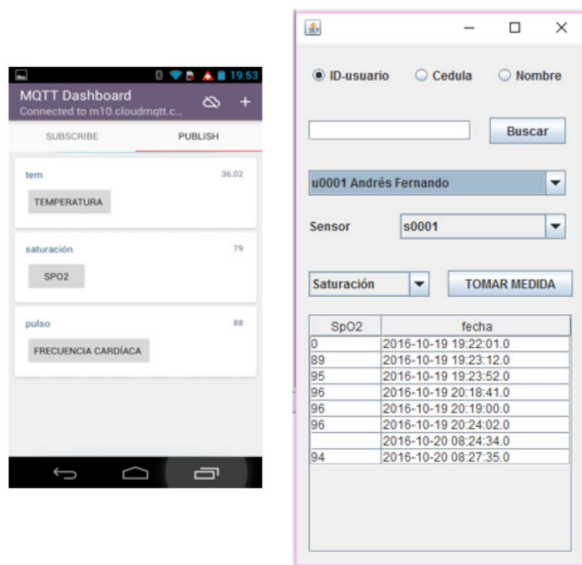 19:53
MQTT Dashboard
Connected to m10.cloudmqtt.c...
SUBSCRIBE
PUBLISH
tem
36.02
TEMPERATURA
saturación
79
SPO2
pulso
88
FRECUENCIA CARDÍACA
ID-usuario
Cedula
Nombre
Buscar
u0001 Andrés Fernando
Sensor
s0001
Saturación
TOMAR MEDIDA
SpO2 fecha
0 2016-10-19 19:22:01.0
89 2016-10-19 19:23:12.0
95 2016-10-19 19:23:52.0
96 2016-10-19 20:18:41.0
96 2016-10-19 20:19:00.0
96 2016-10-19 20:24:02.0
2016-10-20 08:24:34.0
94 2016-10-20 08:27:35.0